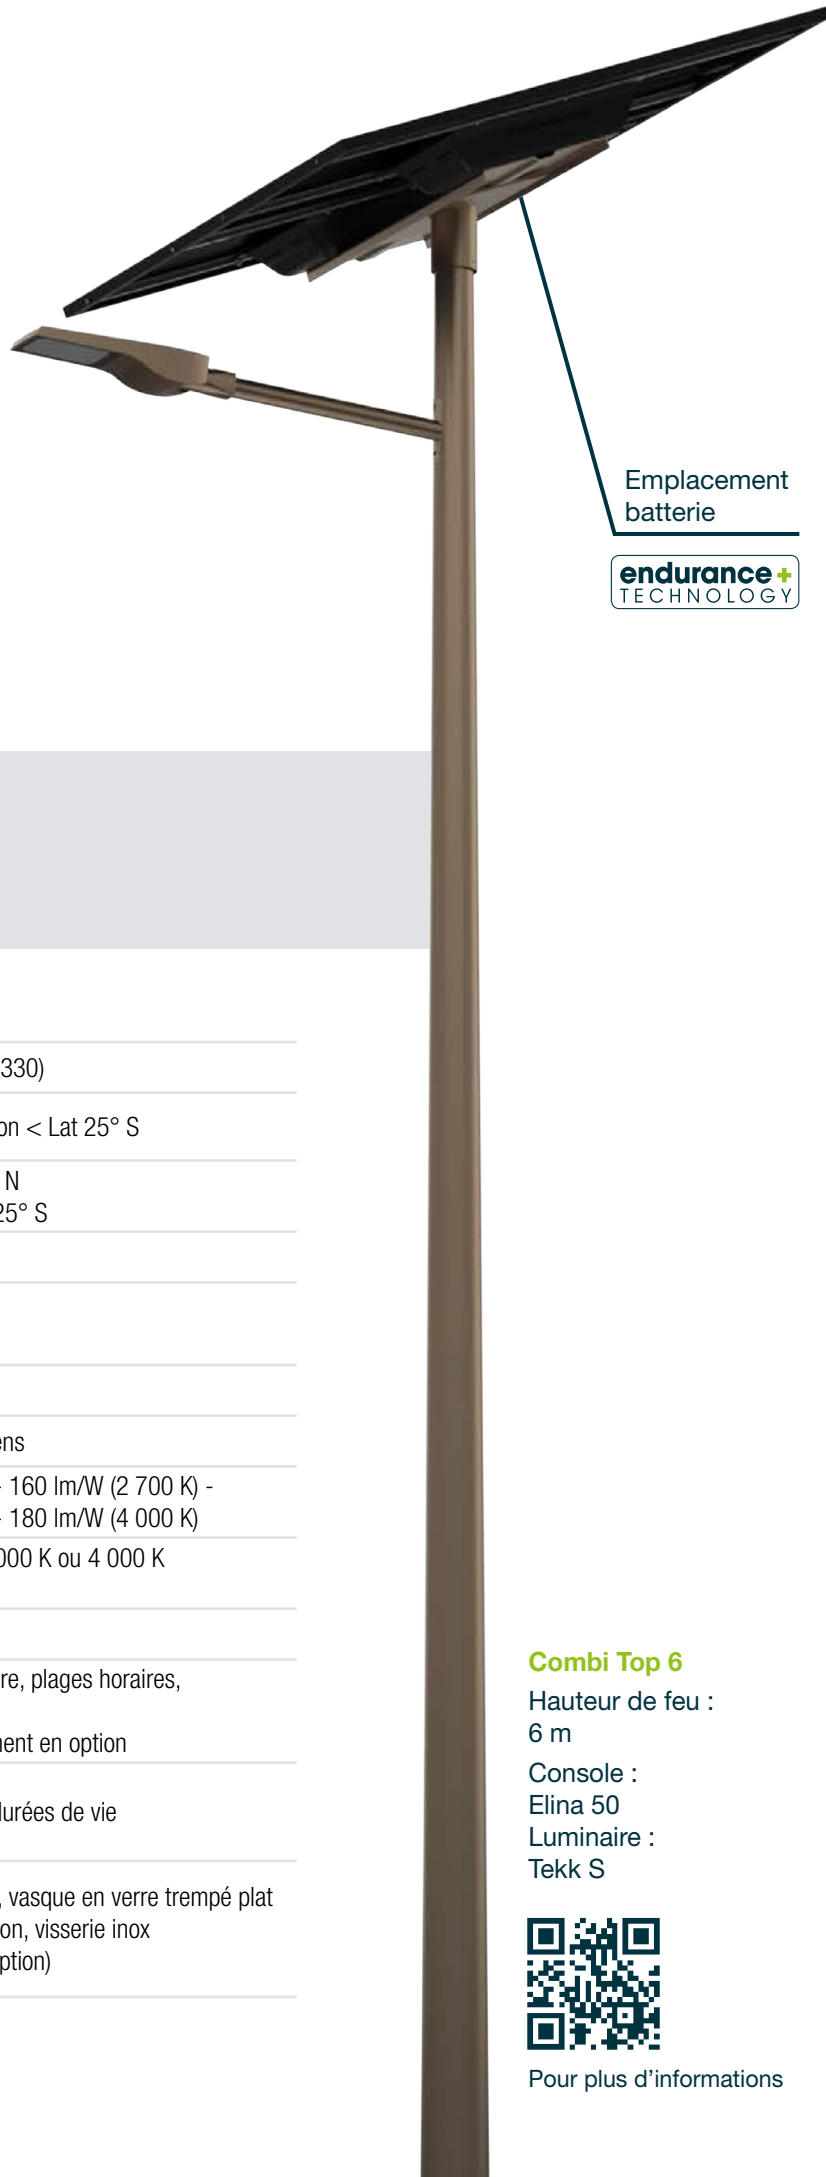 Emplacement
batterie
endurance+
TECHNOLOGY
330)
on < Lat 25° S
N
25° S
ens
- 160 lm/W (2 700 K) -
- 180 lm/W (4 000 K)
000 K ou 4 000 K
re, plages horaires,
nent en option
durées de vie
, vasque en verre trempé plat
on, visserie inox
ption)
Combi Top 6
Hauteur de feu :
6 m
Console :
Elina 50
Luminaire :
Tekk S
Pour plus d’informations